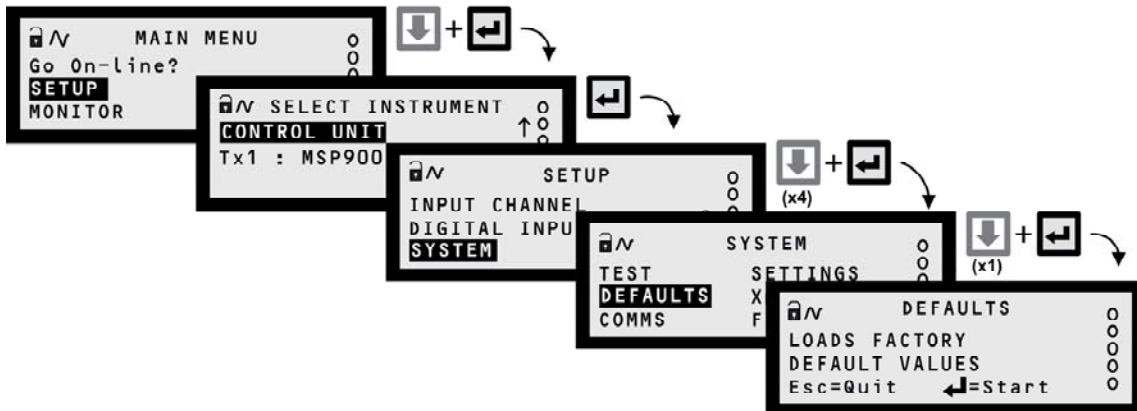 MAIN MENU
Go On-line?
SETUP
MONITOR
+
SELECT INSTRUMENT
CONTROL UNIT ↑
Tx1 : MSP900
SETUP
INPUT CHANNEL
DIGITAL INPU
SYSTEM
+
(x4)
SYSTEM
TEST SETTINGS
DEFAULTS X
COMMS F
+
(x1)
DEFAULTS
LOADS FACTORY
DEFAULT VALUES
Esc=Quit ↵=Start